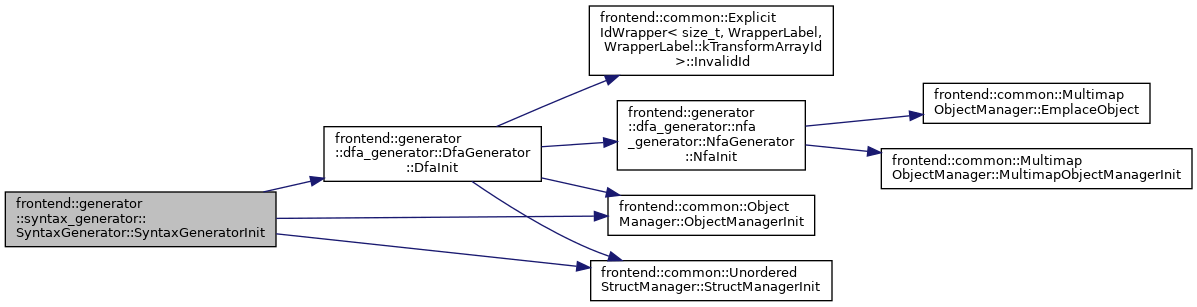 frontend::generator
::syntax_generator::
SyntaxGenerator::SyntaxGeneratorInit
frontend::generator
::dfa_generator::DfaGenerator
::DfaInit
frontend::common::Explicit
IdWrapper< size_t, WrapperLabel,
WrapperLabel::kTransformArrayId
>::InvalidId
frontend::generator
::dfa_generator::nfa
_generator::NfaGenerator
::NfaInit
frontend::common::Object
Manager::ObjectManagerInit
frontend::common::Unordered
StructManager::StructManagerInit
frontend::common::Multimap
ObjectManager::EmplaceObject
frontend::common::Multimap
ObjectManager::MultimapObjectManagerInit